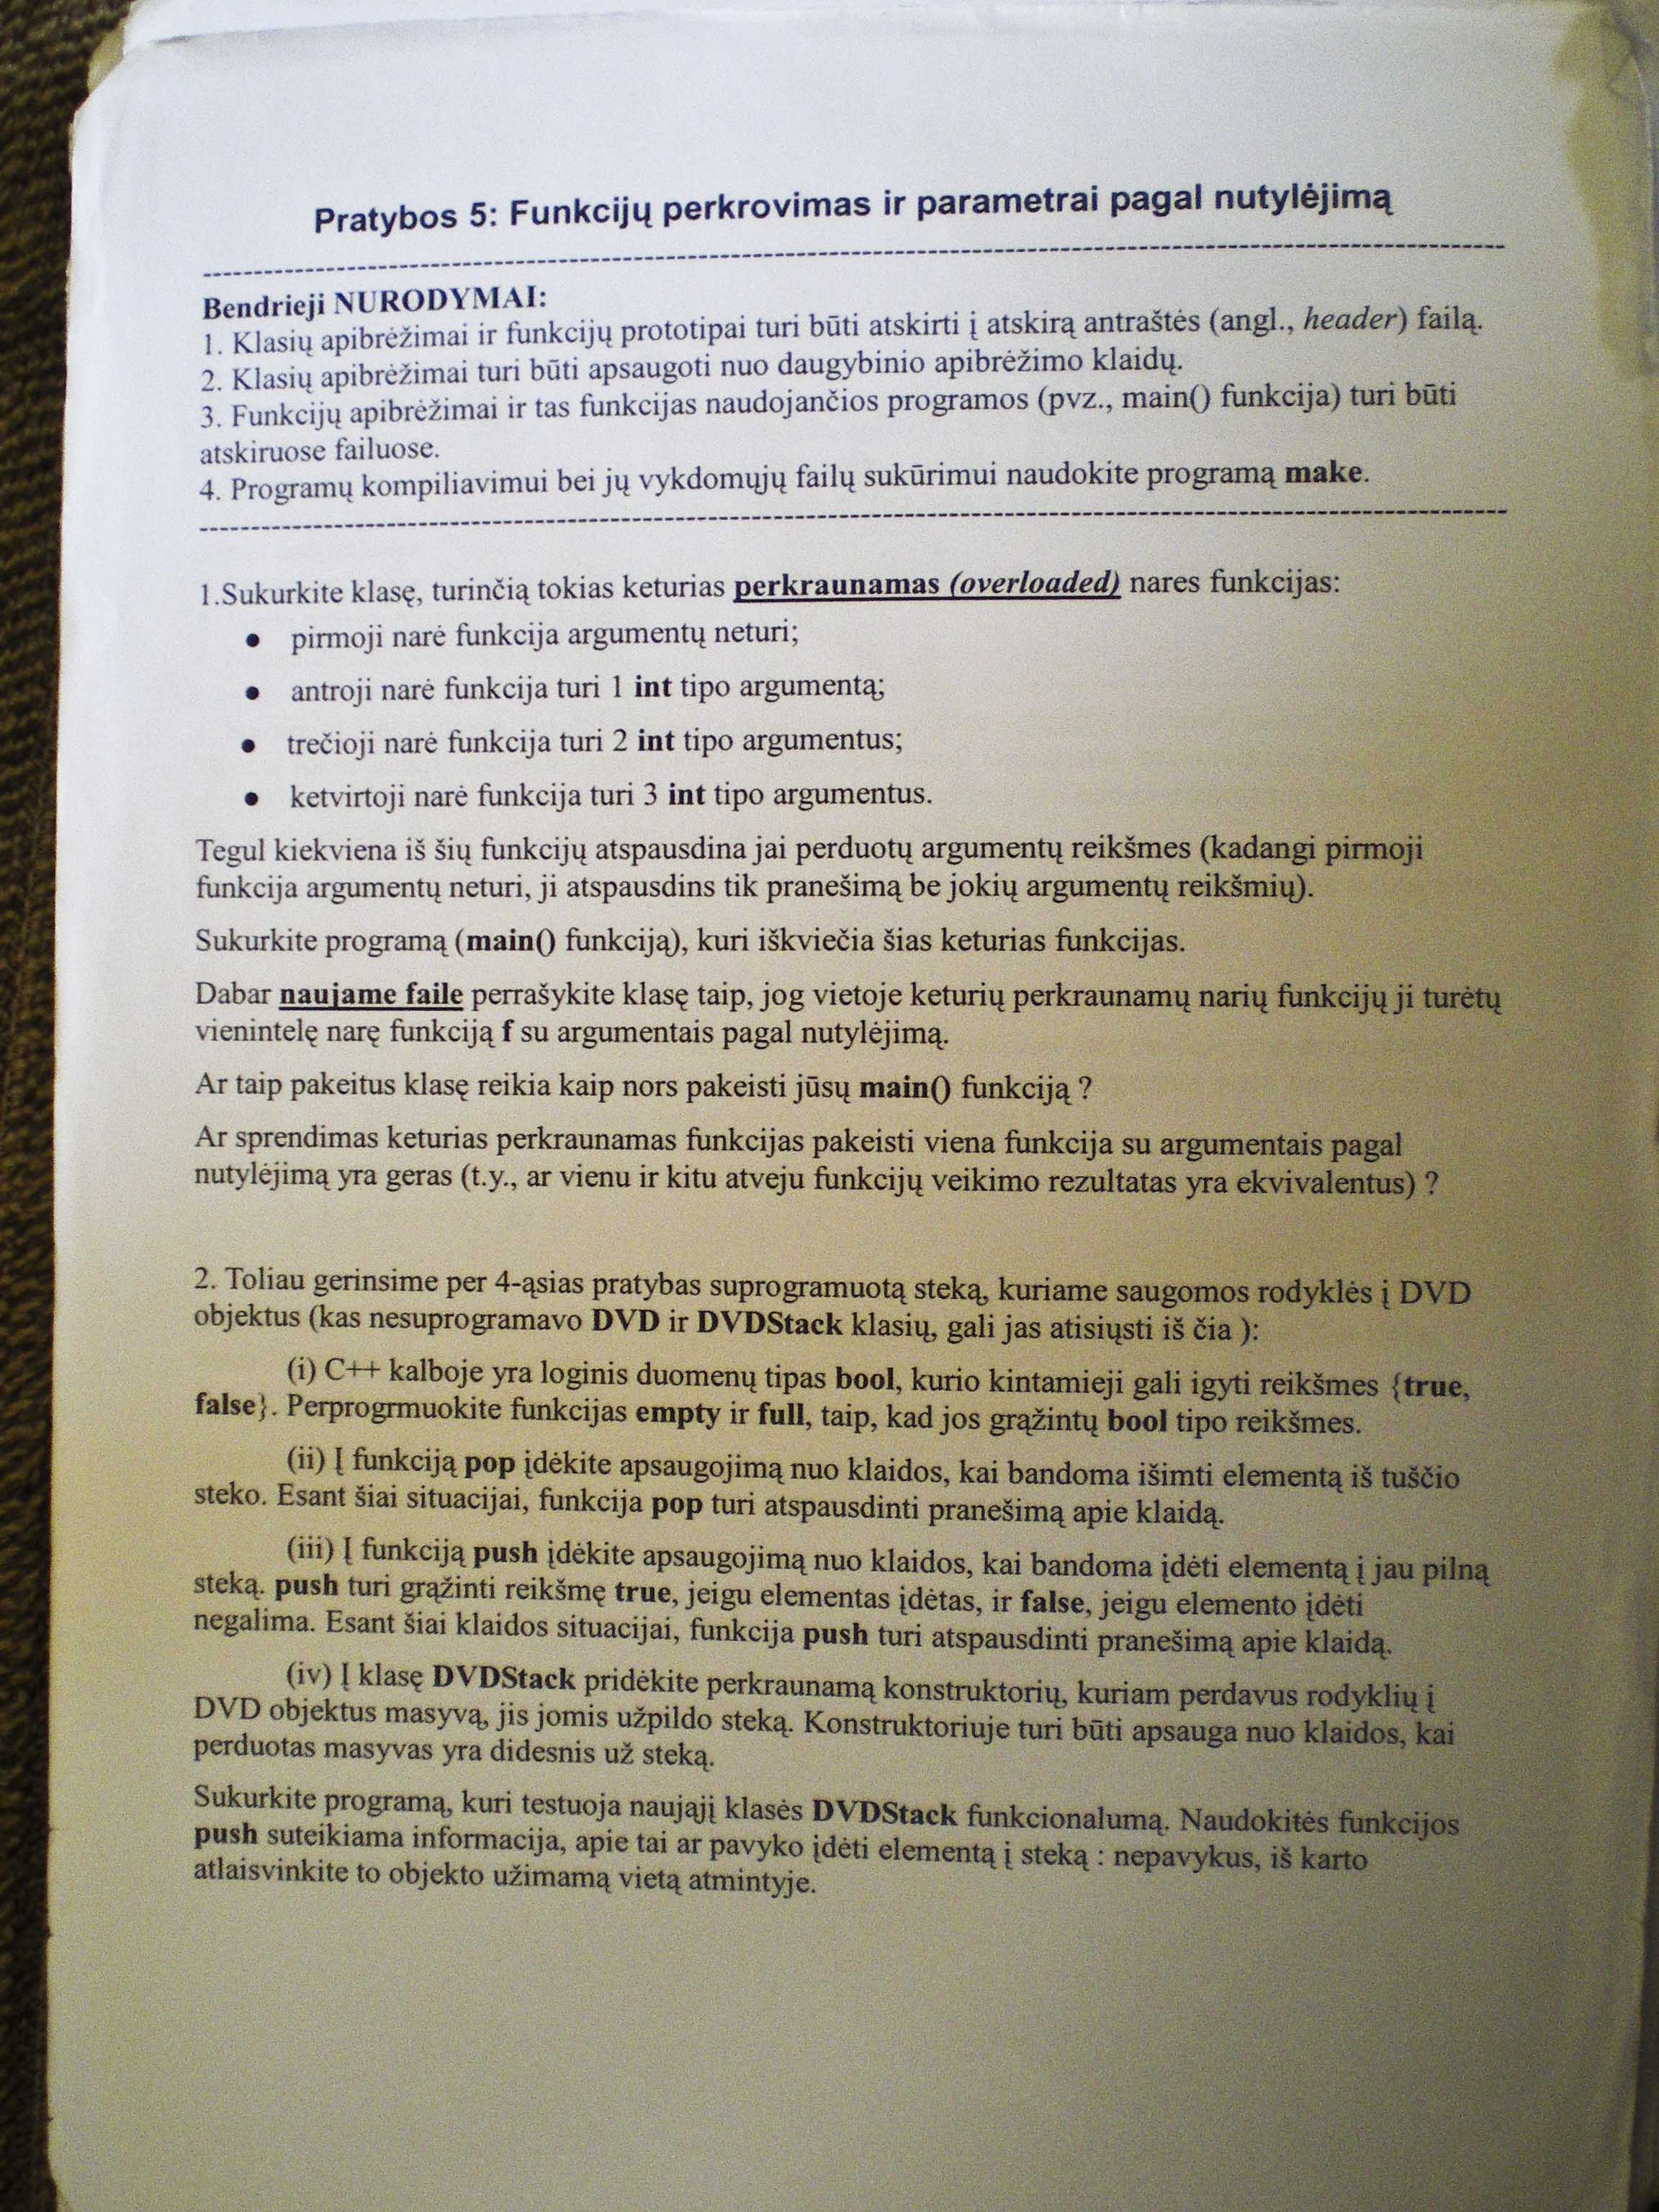 Pratybos 5: Funkcijų perkrovimas ir parametrai pagal nutylėjimą
Bendrieji NURODYMAI:
1. Klasių apibrėžimai ir funkcijų prototipai turi būti atskirti į atskirą antraštės (angl., header) failą.
2. Klasių apibrėžimai turi būti apsaugoti nuo daugybinio apibrėžimo klaidų.
3. Funkcijų apibrėžimai ir tas funkcijas naudojančios programos (pvz., main() funkcija) turi būti
atskiruose failuose.
4. Programų kompiliavimui bei jų vykdomųjų failų sukūrimui naudokite programą make.
1.Sukurkite klasę, turinčią tokias keturias perkraunamas (overloaded) nares funkcijas:
● pirmoji narė funkcija argumentų neturi;
● antroji narė funkcija turi 1 int tipo argumentą;
● trečioji narė funkcija turi 2 int tipo argumentus;
● ketvirtoji narė funkcija turi 3 int tipo argumentus.
Tegul kiekviena iš šių funkcijų atspausdina jai perduotų argumentų reikšmes (kadangi pirmoji
funkcija argumentų neturi, ji atspausdins tik pranešimą be jokių argumentų reikšmių).
Sukurkite programą (main() funkciją), kuri iškviečia šias keturias funkcijas.
Dabar naujame faile perrašykite klasę taip, jog vietoje keturių perkraunamų narių funkcijų ji turėtų
vienintelę narę funkciją f su argumentais pagal nutylėjimą.
Ar taip pakeitus klasę reikia kaip nors pakeisti jūsų main() funkciją ?
Ar sprendimas keturias perkraunamas funkcijas pakeisti viena funkcija su argumentais pagal
nutylėjimą yra geras (t.y., ar vienu ir kitu atveju funkcijų veikimo rezultatas yra ekvivalentus) ?
2. Toliau gerinsime per 4-ąsias pratybas suprogramuotą steką, kuriame saugomos rodyklės į DVD
objektus (kas nesuprogramavo DVD ir DVDStack klasių, gali jas atisiųsti iš čia ):
(i) C++ kalboje yra loginis duomenų tipas bool, kurio kintamieji gali igyti reikšmes {true,
false}. Perprogrmuokite funkcijas empty ir full, taip, kad jos grąžintų bool tipo reikšmes.
(ii) Į funkciją pop įdėkite apsaugojimą nuo klaidos, kai bandoma išimti elementą iš tuščio
steko. Esant šiai situacijai, funkcija pop turi atspausdinti pranešimą apie klaidą.
(iii) Į funkciją push įdėkite apsaugojimą nuo klaidos, kai bandoma įdėti elementą į jau pilną
steką. push turi grąžinti reikšmę true, jeigu elementas įdėtas, ir false, jeigu elemento įdėti
negalima. Esant šiai klaidos situacijai, funkcija push turi atspausdinti pranešimą apie klaidą.
(iv) Į klasę DVDStack pridėkite perkraunamą konstruktorių, kuriam perdavus rodyklių į
DVD objektus masyvą, jis jomis užpildo steką. Konstruktoriuje turi būti apsauga nuo klaidos, kai
perduotas masyvas yra didesnis už steką.
Sukurkite programą, kuri testuoja naująjį klasės DVDStack funkcionalumą. Naudokitės funkcijos
push suteikiama informacija, apie tai ar pavyko įdėti elementą į steką : nepavykus, iš karto
atlaisvinkite to objekto užimamą vietą atmintyje.